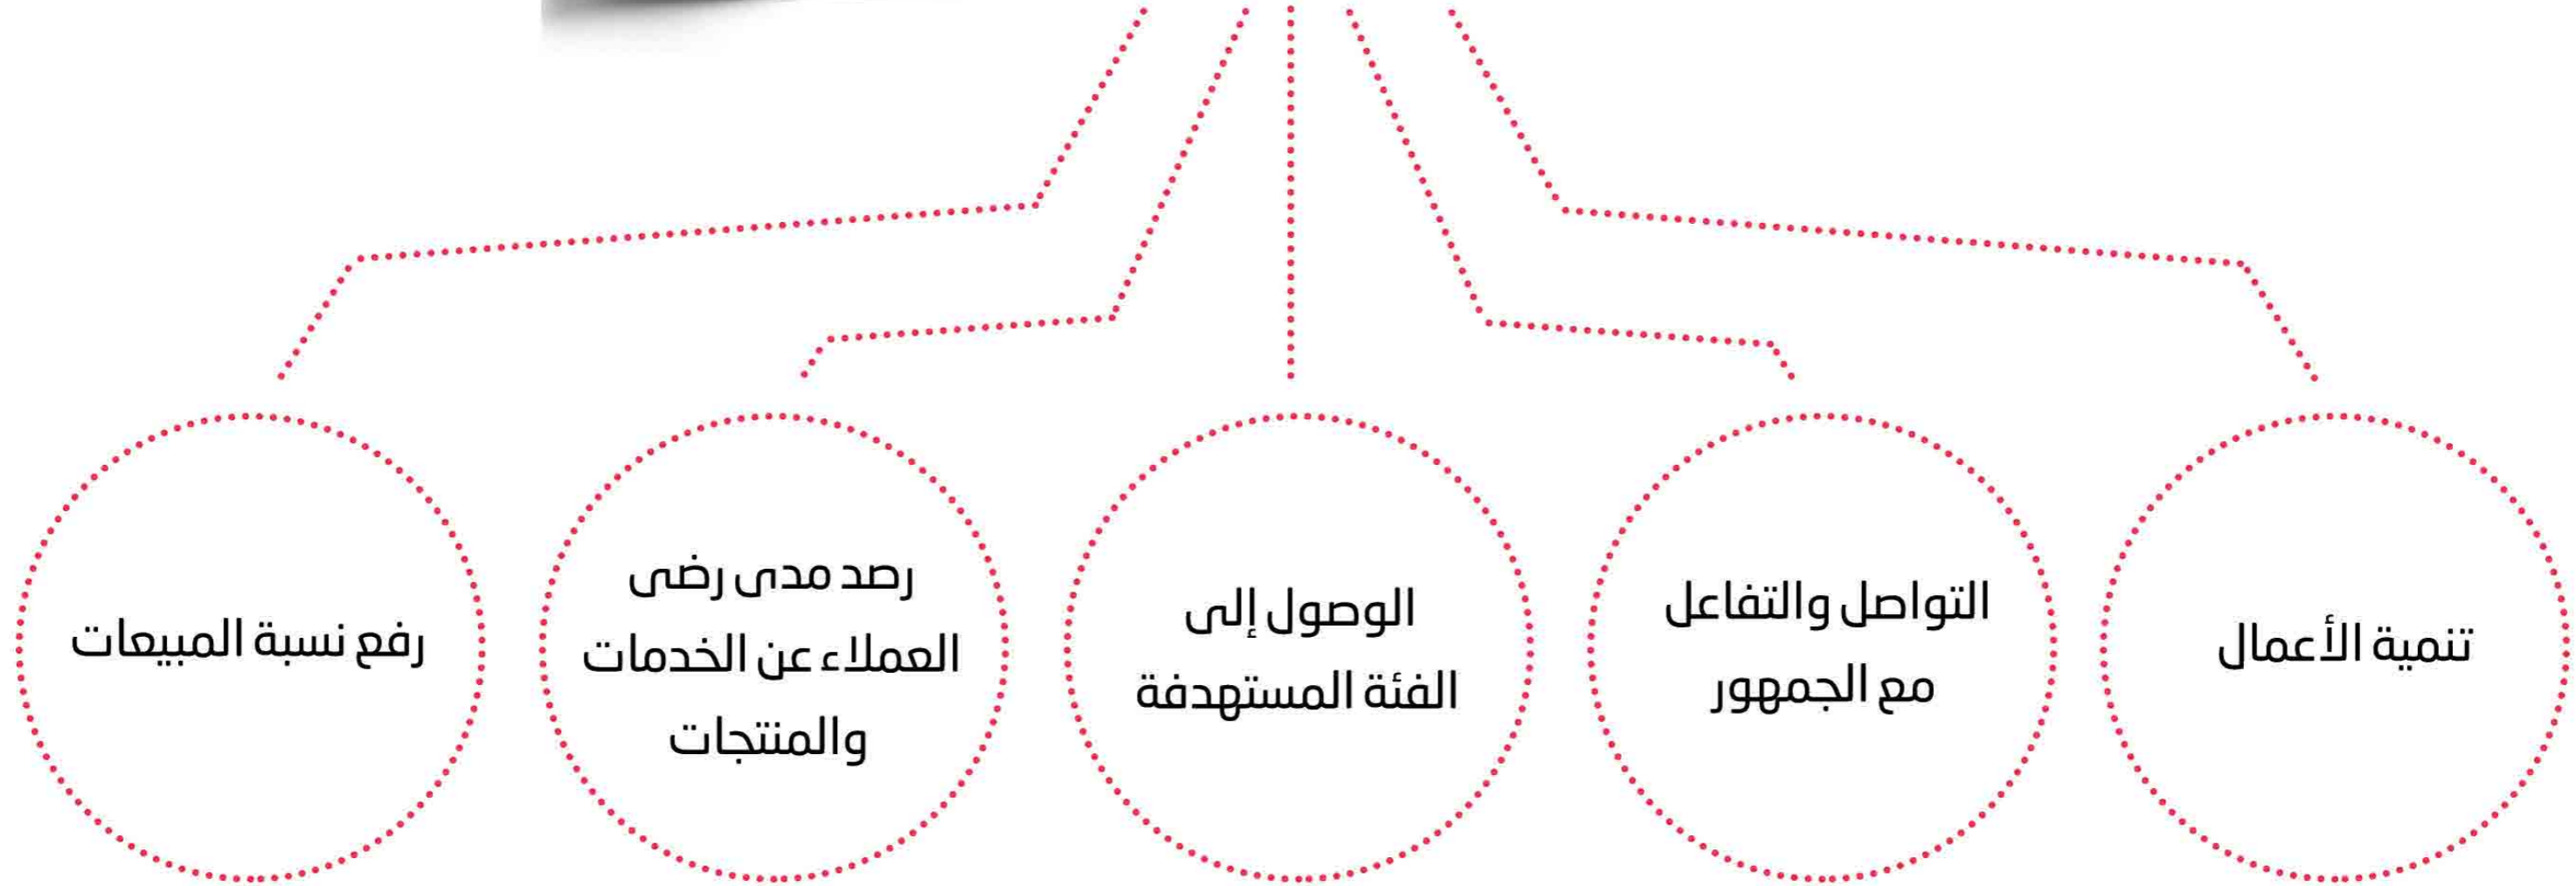 تنمية الأعمال
التواصل والتفاعل
مع الجمهور
الوصول إلى
الفئة المستهدفة
رصد مدى رضى
العملاء عن الخدمات
والمنتجات
رفع نسبة المبيعات